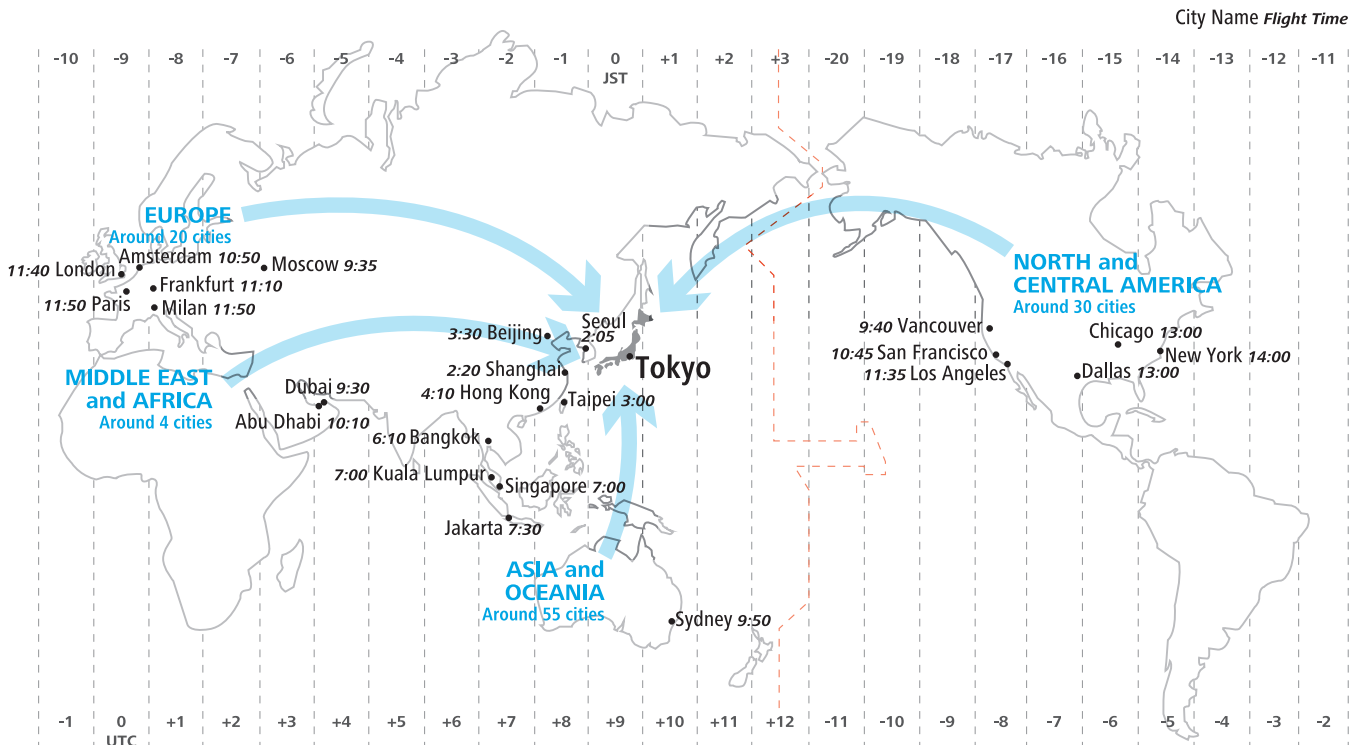 City Name Flight Time
-10 -9 -8 -7 -6 -5 -4 -3 -2 -1 0 +1 +2 +3 -20 -19 -18 -17 -16 -15 -14 -13 -12 -11
JST
EUROPE
Around 20 cities
Amsterdam 10:50
11:40 London
Moscow 9:35
Frankfurt 11:10
11:50 Paris
Milan 11:50
NORTH and
CENTRAL AMERICA
Around 30 cities
9:40 Vancouver
Chicago 13:00
10:45 San Francisco
New York 14:00
11:35 Los Angeles
Dallas 13:00
Seoul
2:05
3:30 Beijing
Tokyo
2:20 Shanghai
4:10 Hong Kong
Taipei 3:00
MIDDLE EAST
and AFRICA
Around 4 cities
Dubai 9:30
Abu Dhabi 10:10
6:10 Bangkok
7:00 Kuala Lumpur
Singapore 7:00
Jakarta 7:30
ASIA and
OCEANIA
Around 55 cities
Sydney 9:50
-1 0 +1 +2 +3 +4 +5 +6 +7 +8 +9 +10 +11 +12 -11 -10 -9 -8 -7 -6 -5 -4 -3 -2
UTC